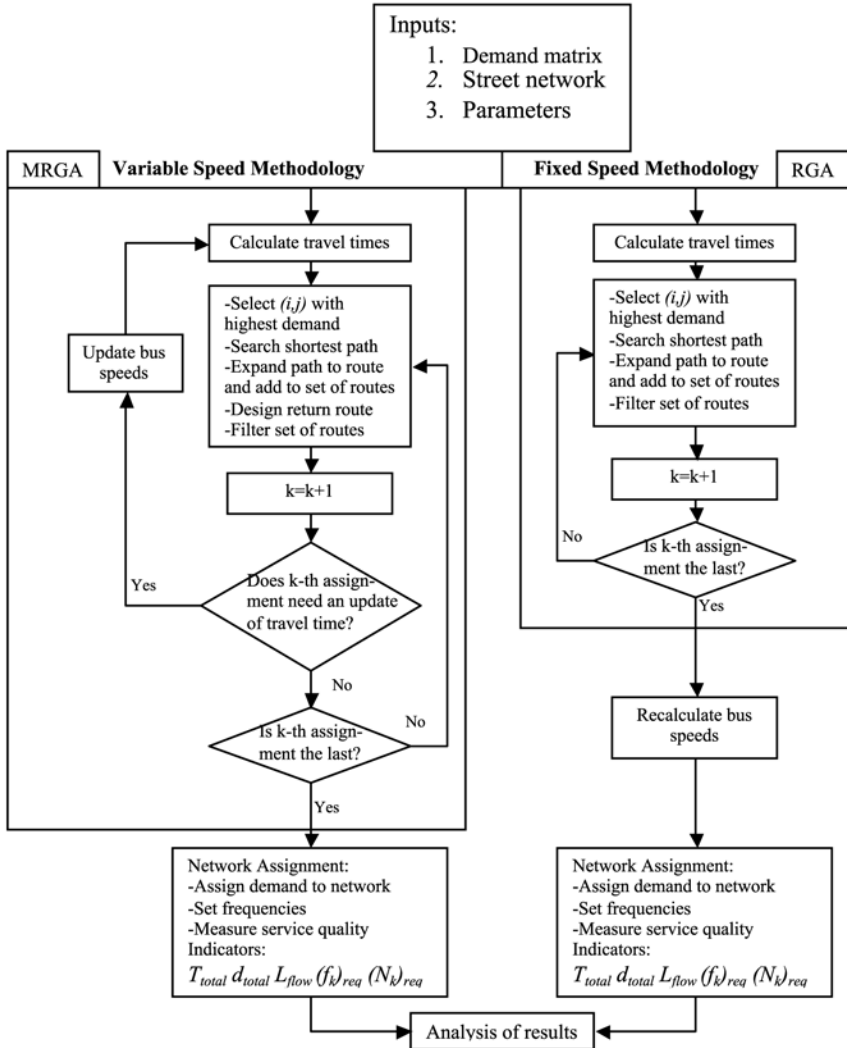 Inputs:
1. Demand matrix
2. Street network
3. Parameters
MRGA
Variable Speed Methodology
Fixed Speed Methodology
RGA
Calculate travel times
-Select (i,j) with
highest demand
-Search shortest path
-Expand path to route
and add to set of routes
-Design return route
-Filter set of routes
Update bus
speeds
k=k+1
Does k-th assign-
ment need an update
of travel time?
Yes
No
Is k-th assign-
ment the last?
No
Yes
Network Assignment:
-Assign demand to network
-Set frequencies
-Measure service quality
Indicators:
T_total d_total L_flow (f_k)_req (N_k)_req
Calculate travel times
-Select (i,j) with
highest demand
-Search shortest path
-Expand path to route
and add to set of routes
-Filter set of routes
k=k+1
No
Is k-th assign-
ment the last?
Yes
Recalculate bus
speeds
Network Assignment:
-Assign demand to network
-Set frequencies
-Measure service quality
Indicators:
T_total d_total L_flow (f_k)_req (N_k)_req
Analysis of results